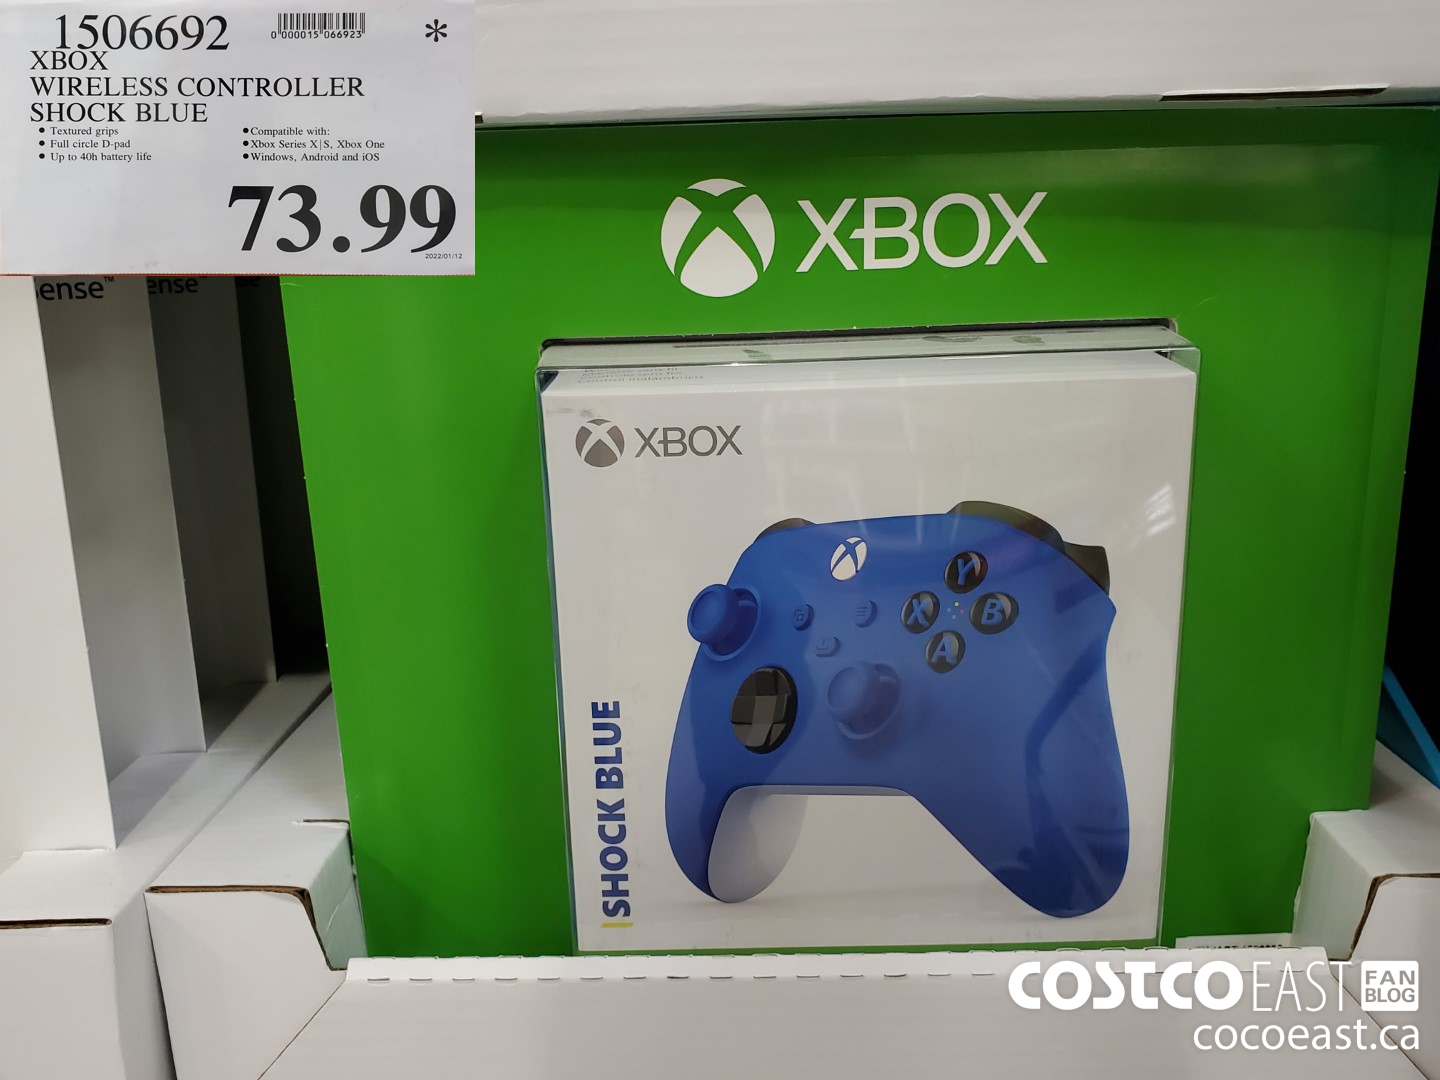 1506692
0"000015"066923"
*
XBOX
WIRELESS CONTROLLER
SHOCK BLUE
• Textured grips
• Full circle D-pad
• Up to 40h battery life
• Compatible with:
• Xbox Series X|S, Xbox One
• Windows, Android and iOS
73.99
2022/01/12
ense™
ense™
XBOX
XBOX
Y
X B
A
SHOCK BLUE
COSTCO EAST FAN BLOG
cocoeast.ca